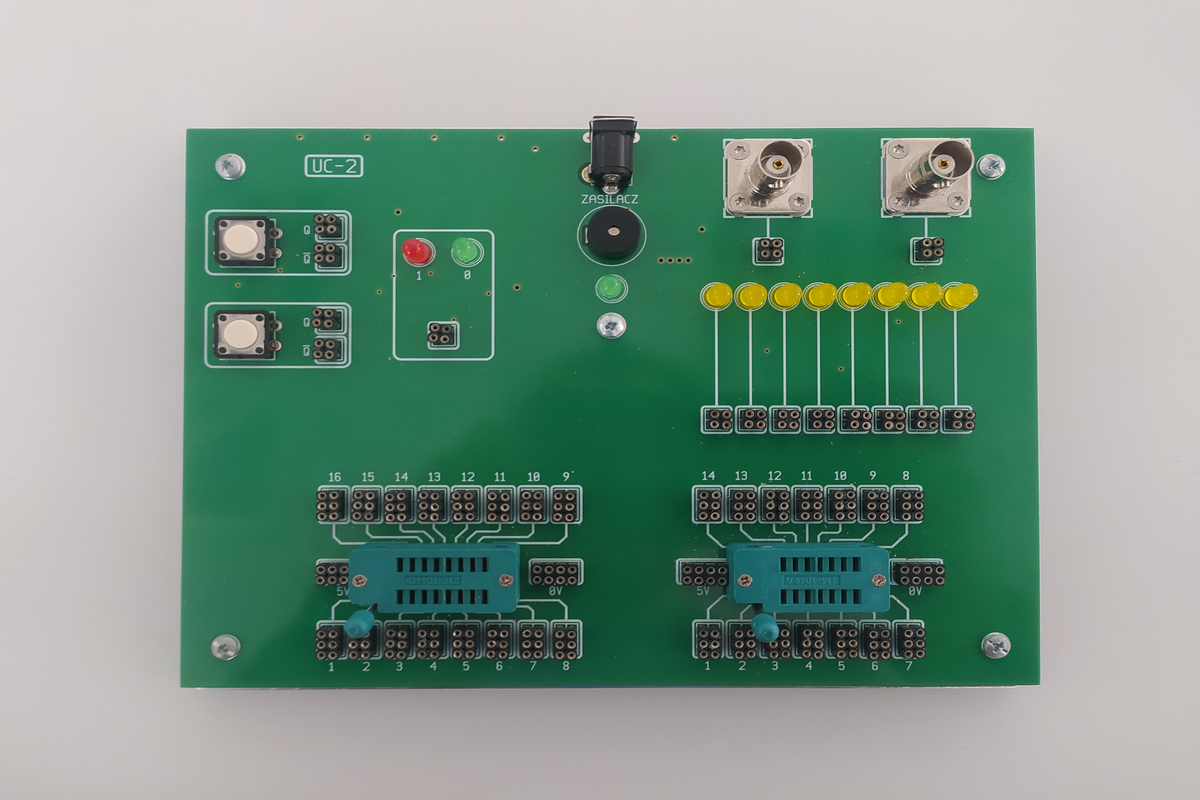 UC-2
ZASILACZ
Q
Q
1 0
Q
Q
16 15 14 13 12 11 10 9
14 13 12 11 10 9 8
5V 0V
5V 0V
1 2 3 4 5 6 7 8
1 2 3 4 5 6 7